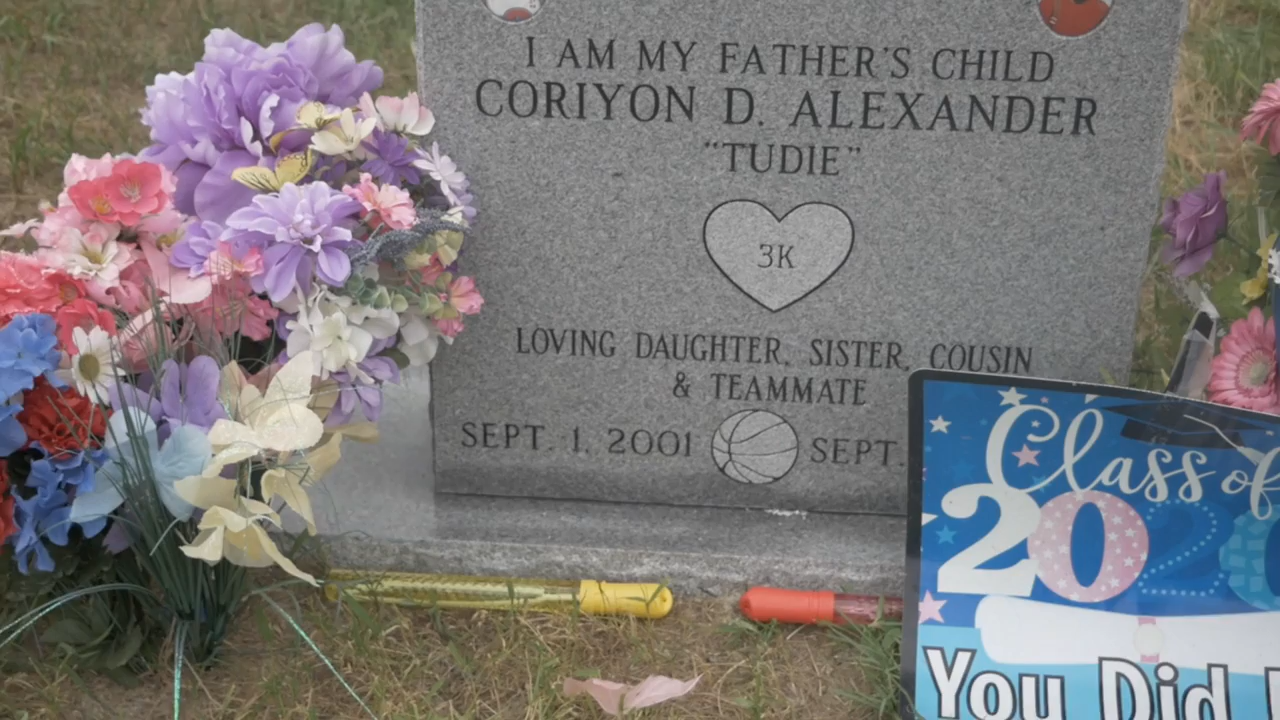 I AM MY FATHER'S CHILD
CORIYON D. ALEXANDER
"TUDIE"
3K
LOVING DAUGHTER, SISTER, COUSIN
& TEAMMATE
SEPT. 1, 2001 SEPT.
Class of
2020
You Did